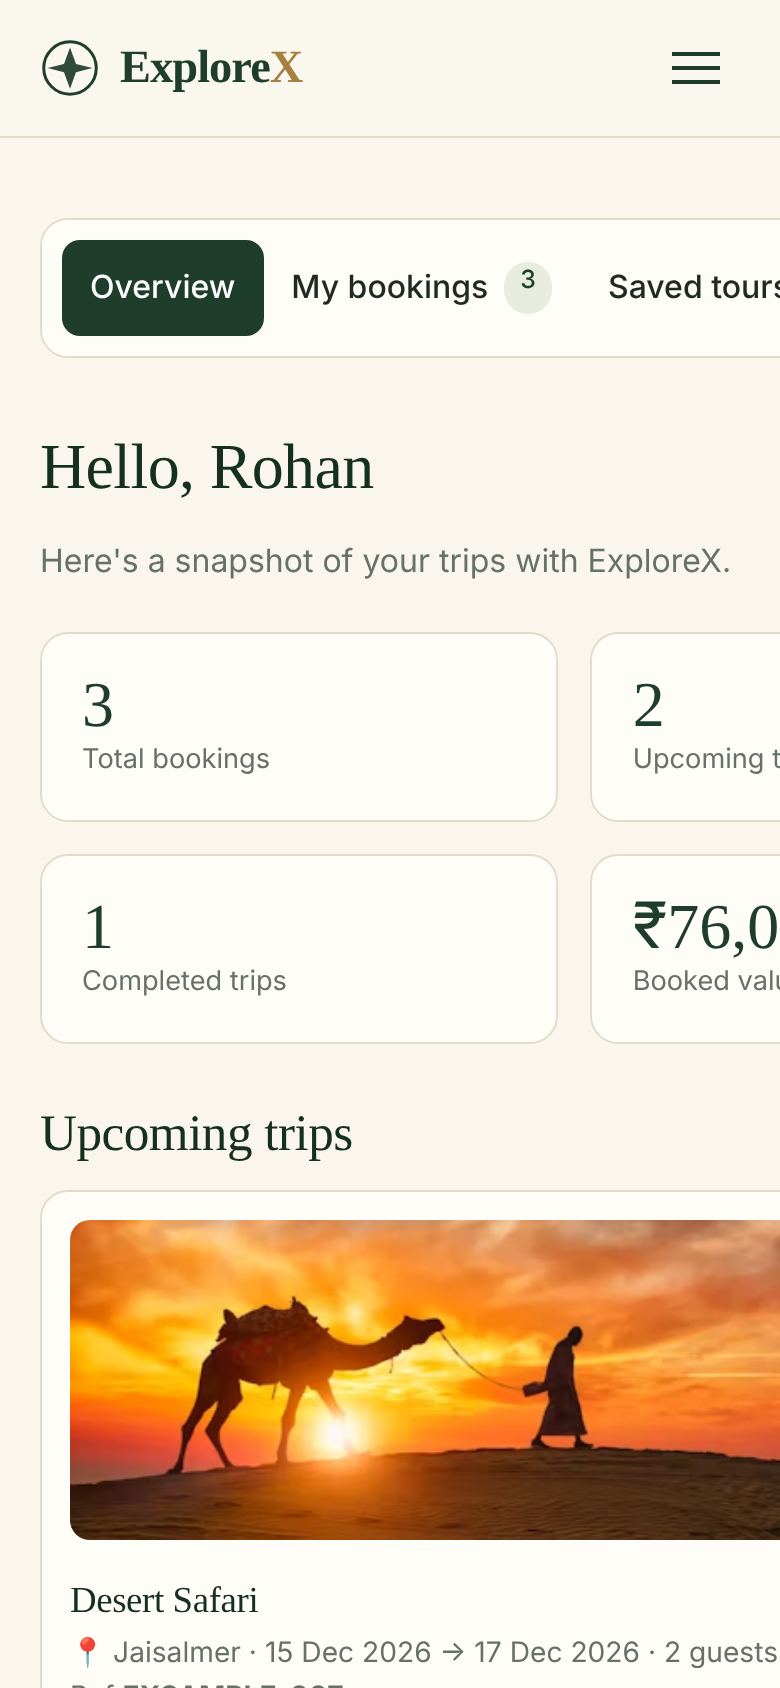 ExploreX
Overview My bookings 3 Saved tours
Hello, Rohan
Here's a snapshot of your trips with ExploreX.
3 2
Total bookings Upcoming t
1 ₹76,0
Completed trips Booked valu
Upcoming trips
Desert Safari
📍 Jaisalmer · 15 Dec 2026 → 17 Dec 2026 · 2 guests